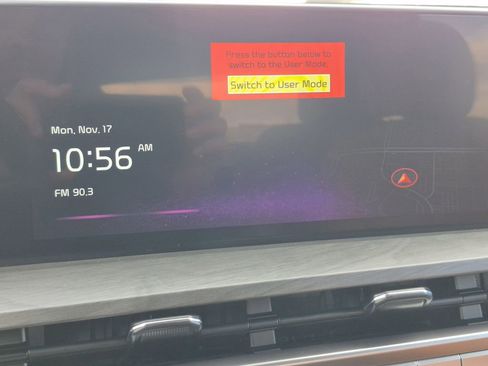 Press the button below to
switch to the User Mode.
Switch to User Mode
Mon, Nov. 17
10:56 AM
FM 90.3